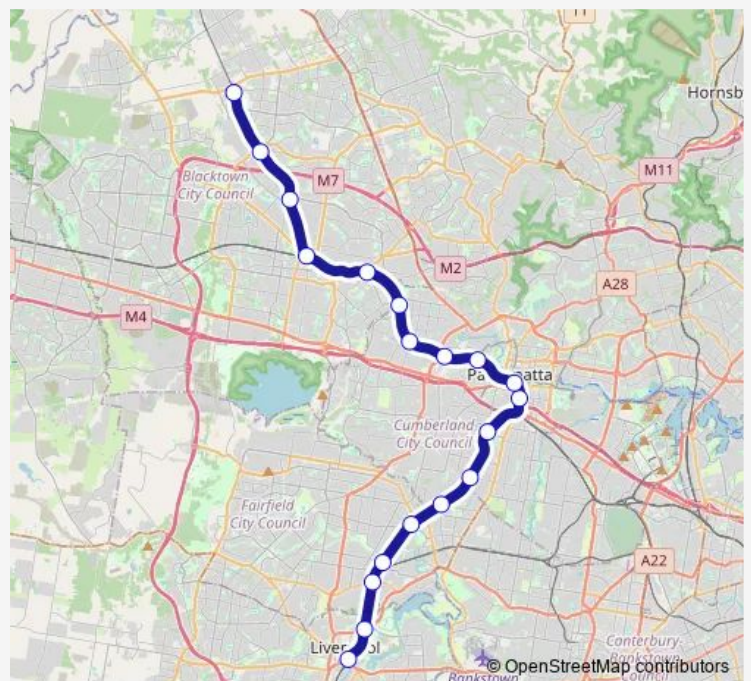 Hornsb
M11
Blacktown
City Council
M7
M2
A28
M4
Pa atta
Cumberland
City Council
Fairfield
City Council
A22
Liver ol
Canterbury-
Bankstown
Council
Bankstown
© OpenStreetMap contributors